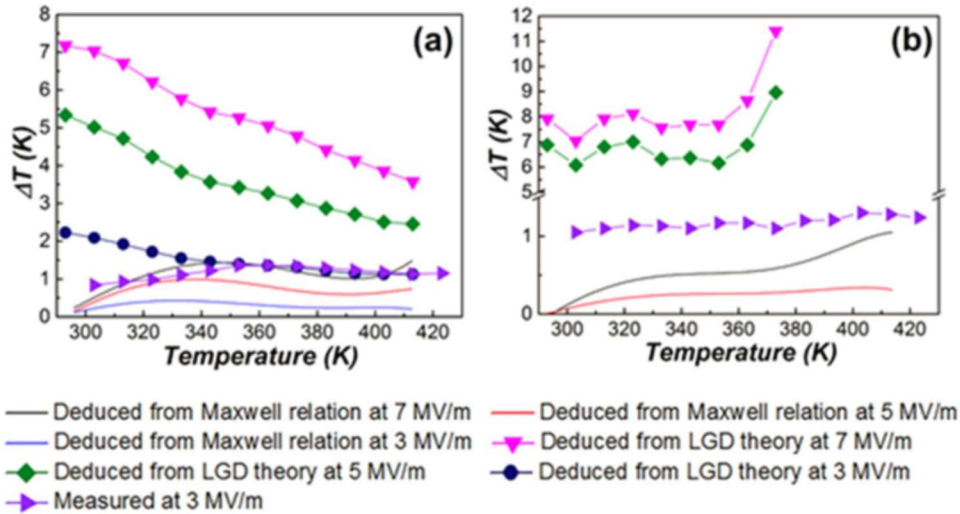 (a)
ΔT (K)
8
7
6
5
4
3
2
1
0
300 320 340 360 380 400 420
Temperature (K)
(b)
ΔT (K)
12
11
10
9
8
7
6
5
1
0
300 320 340 360 380 400 420
Temperature (K)
Deduced from Maxwell relation at 7 MV/m
Deduced from Maxwell relation at 5 MV/m
Deduced from Maxwell relation at 3 MV/m
Deduced from LGD theory at 7 MV/m
Deduced from LGD theory at 5 MV/m
Deduced from LGD theory at 3 MV/m
Measured at 3 MV/m